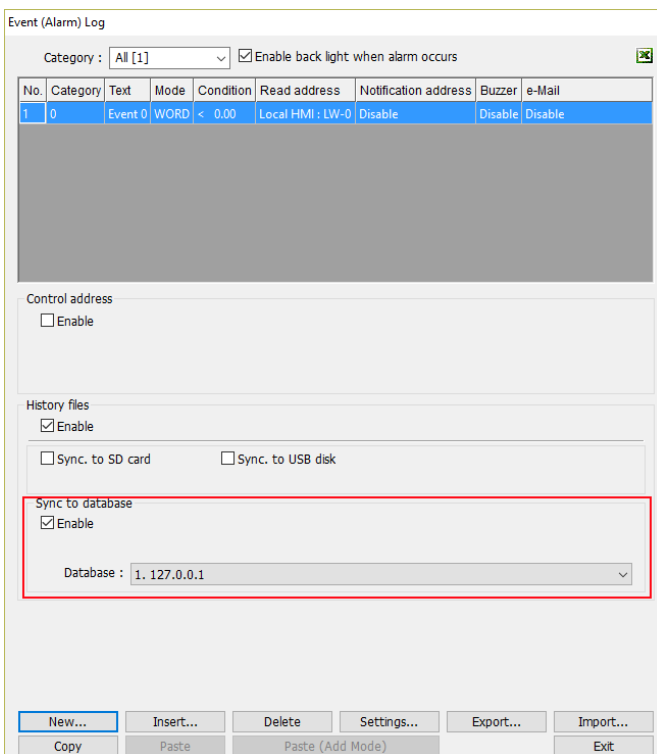 Event (Alarm) Log
Category : All [1] Enable back light when alarm occurs
No. Category Text Mode Condition Read address Notification address Buzzer e-Mail
1 0 Event 0 WORD < 0.00 Local HMI : LW-0 Disable Disable Disable
Control address
Enable
History files
Enable
Sync. to SD card Sync. to USB disk
Sync to database
Enable
Database : 1. 127.0.0.1
New... Insert... Delete Settings... Export... Import...
Copy Paste Paste (Add Mode) Exit